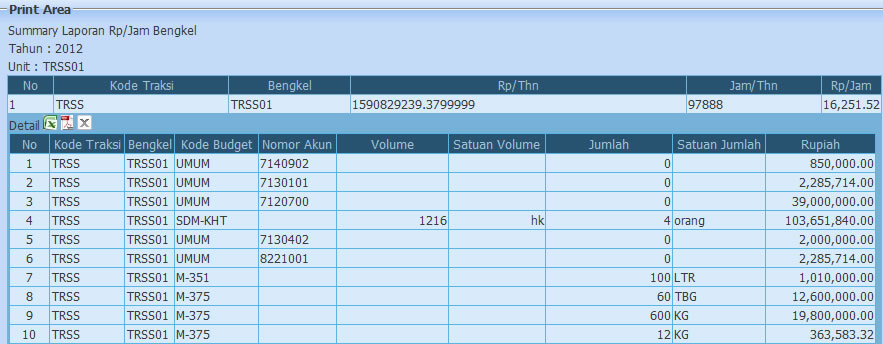 Print Area
Summary Laporan Rp/Jam Bengkel
Tahun : 2012
Unit : TRSS01
No Kode Traksi Bengkel Rp/Thn Jam/Thn Rp/Jam
1 TRSS TRSS01 1590829239.3799999 97888 16,251.52
Detail
No Kode Traksi Bengkel Kode Budget Nomor Akun Volume Satuan Volume Jumlah Satuan Jumlah Rupiah
1 TRSS TRSS01 UMUM 7140902 0 850,000.00
2 TRSS TRSS01 UMUM 7130101 0 2,285,714.00
3 TRSS TRSS01 UMUM 7120700 0 39,000,000.00
4 TRSS TRSS01 SDM-KHT 1216 hk 4 orang 103,651,840.00
5 TRSS TRSS01 UMUM 7130402 0 2,000,000.00
6 TRSS TRSS01 UMUM 8221001 0 2,285,714.00
7 TRSS TRSS01 M-351 100 LTR 1,010,000.00
8 TRSS TRSS01 M-375 60 TBG 12,600,000.00
9 TRSS TRSS01 M-375 600 KG 19,800,000.00
10 TRSS TRSS01 M-375 12 KG 363,583.32